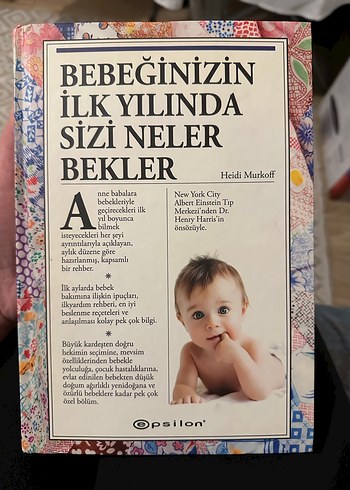 BEBEĞİNİZİN
İLK YILINDA
SİZİ NELER
BEKLER
Heidi Murkoff
Anne babalara
bebekleriyle
geçirecekleri ilk
yıl boyunca
bilmek
isteyecekleri her şeyi
ayrıntılarıyla açıklayan,
aylık düzene göre
hazırlanmış, kapsamlı
bir rehber.
İlk aylarda bebek
bakımına ilişkin ipuçları,
ilkyardım rehberi, en iyi
beslenme reçeteleri ve
anlaşılması kolay pek çok bilgi.
Büyük kardeşten doğru
hekimin seçimine, mevsim
özelliklerinden bebekle
yolculuğa, çocuk hastalıklarına,
evlat edinilen bebekten düşük
doğum ağırlıklı yenidoğana ve
özürlü bebeklere kadar pek çok
özel bölüm.
New York City
Albert Einstein Tıp
Merkezi'nden Dr.
Henry Harris'in
önsözüyle.
epsilon